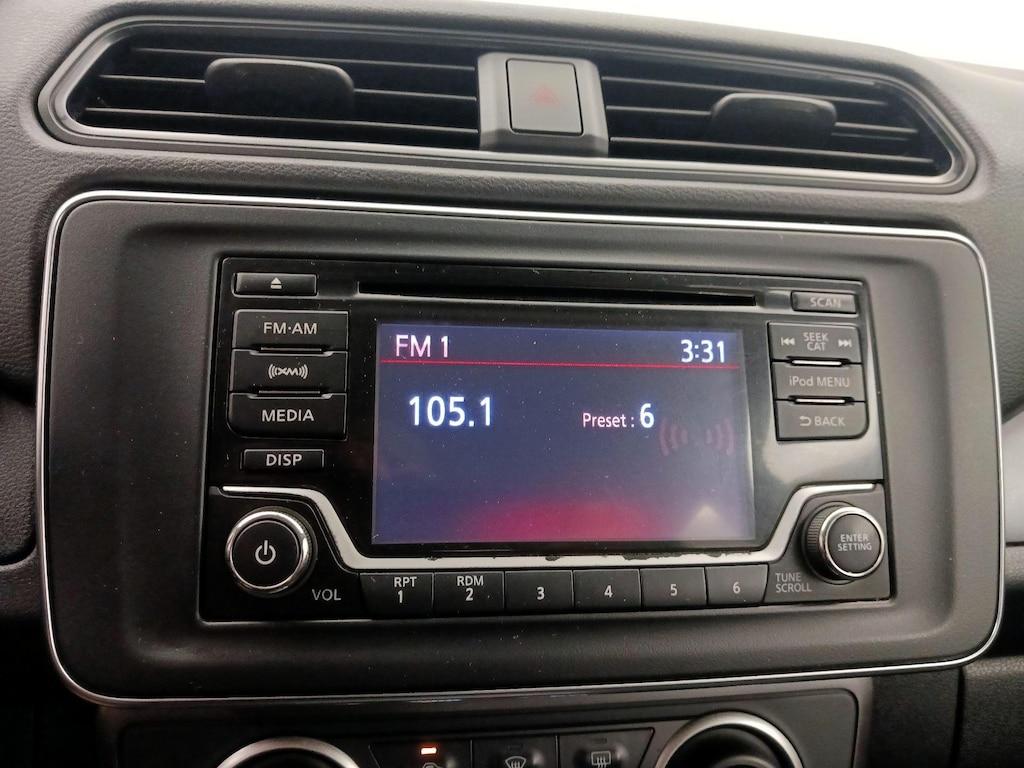 SCAN
FM·AM
SEEK
CAT
((XM))
iPod MENU
MEDIA
BACK
DISP
FM 1 3:31
105.1 Preset : 6
ENTER
SETTING
VOL
RPT
1
RDM
2
3
4
5
6
TUNE
SCROLL